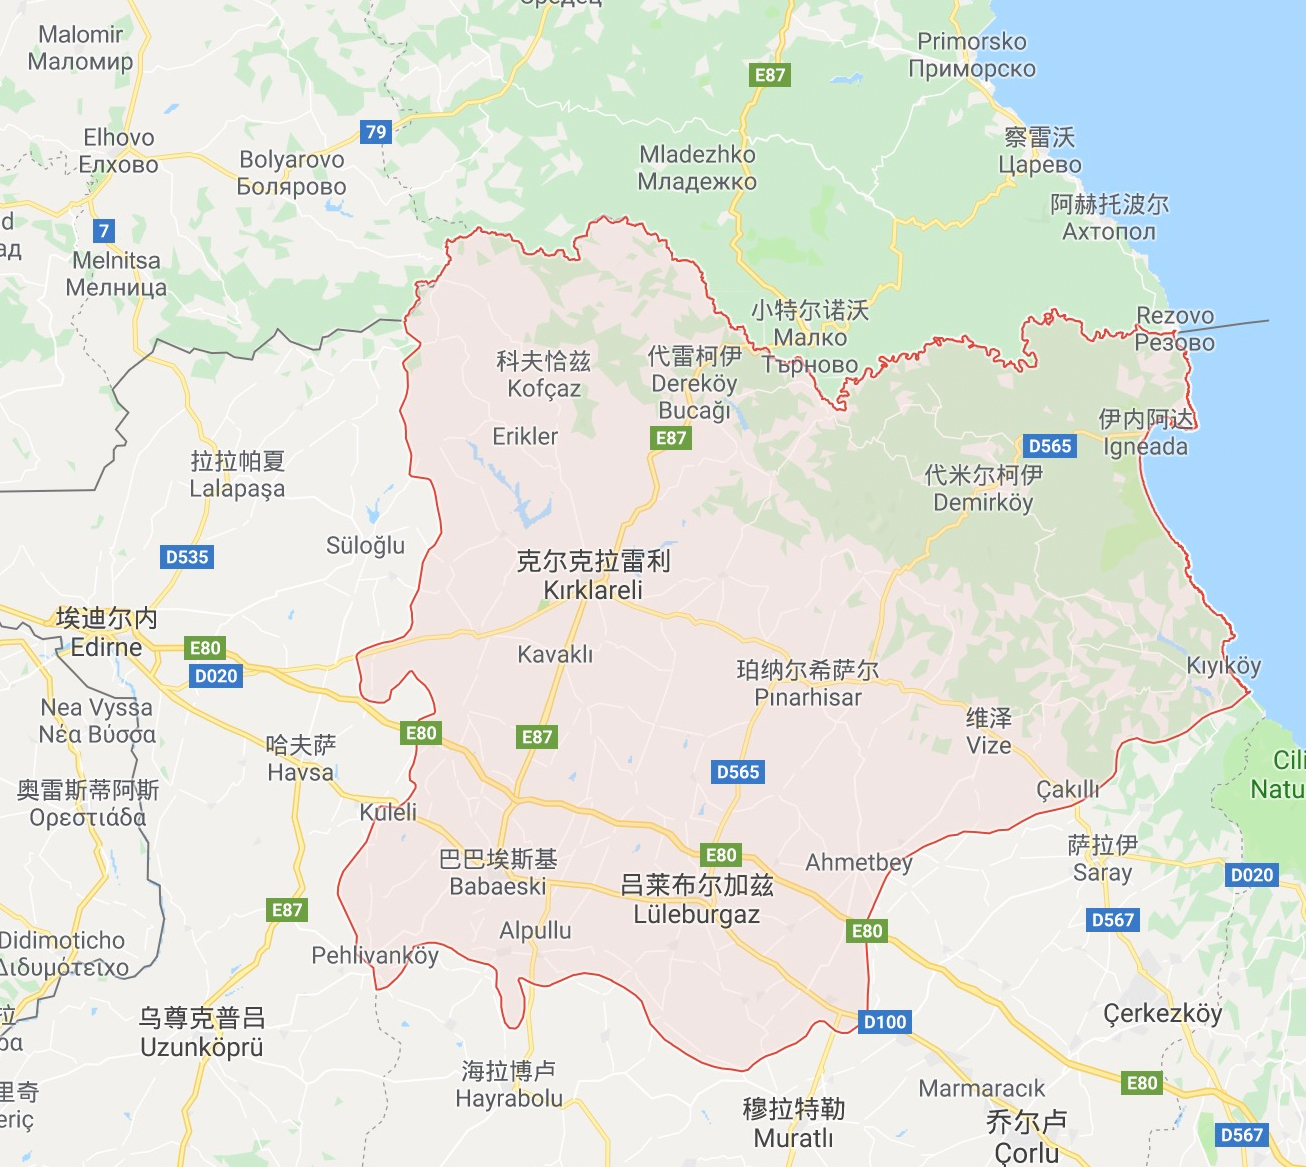 Средец
Malomir
Маломир
Primorsko
Приморско
E87
Elhovo
Елхово
79
Bolyarovo
Болярово
Mladezhko
Младежко
察雷沃
Царево
阿赫托波尔
Ахтопол
7
d
ад
Melnitsa
Мелница
小特尔诺沃
Малко
Търново
Rezovo
Резово
科夫恰兹
Kofçaz
代雷柯伊
Dereköy
Bucağı
Erikler
E87
D565
伊内阿达
Igneada
代米尔柯伊
Demirköy
拉拉帕夏
Lalapaşa
Süloğlu
D535
克尔克拉雷利
Kırklareli
埃迪尔内
Edirne
E80
D020
Kavaklı
珀纳尔希萨尔
Pınarhisar
Kıyıköy
Nea Vyssa
Νέα Βύσσα
哈夫萨
Havsa
E80
E87
D565
维泽
Vize
Cili
Natu
奥雷斯蒂阿斯
Ορεστιάδα
Kuleli
Çakıllı
巴巴埃斯基
Babaeski
E80
Ahmetbey
吕莱布尔加兹
Lüleburgaz
萨拉伊
Saray
D020
E87
D567
Alpullu
E80
Didimoticho
Διδυμότειχο
Pehlivanköy
拉
ρα
乌尊克普吕
Uzunköprü
D100
Çerkezköy
里奇
eriç
海拉博卢
Hayrabolu
E80
穆拉特勒
Muratlı
Marmaracık
乔尔卢
Çorlu
D567